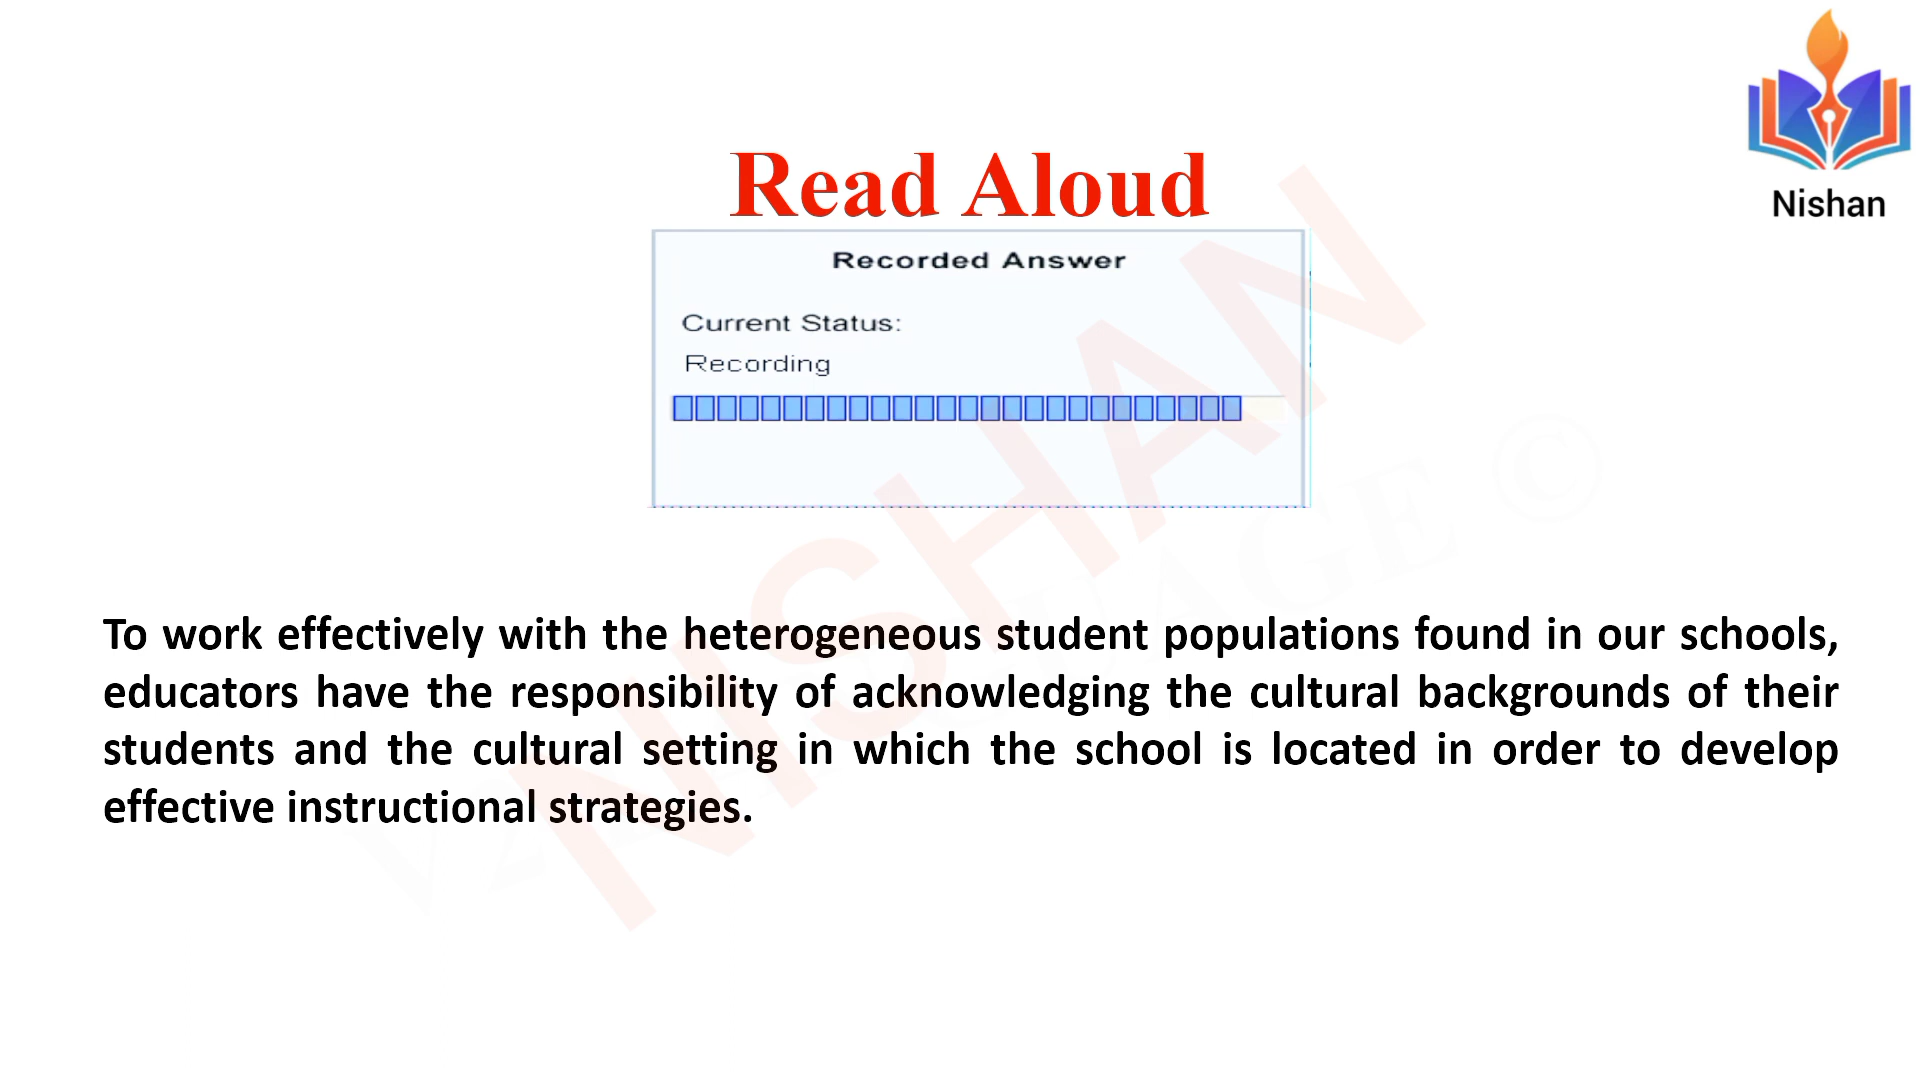 Nishan
Read Aloud
Recorded Answer
Current Status:
Recording
NISHAN
To work effectively with the heterogeneous student populations found in our schools,
educators have the responsibility of acknowledging the cultural backgrounds of their
students and the cultural setting in which the school is located in order to develop
effective instructional strategies.